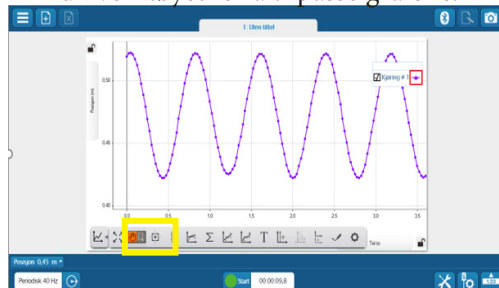 1. Uten tittel
Kjøring # 1
Posisjon (m)
0,50
0,45
0,40
0.0 0.5 1.0 1.5 2.0 2.5 3.0 3.5
Σ T
Posisjon 0,45 m
Periodisk 40 Hz
Start
00:00:09,8